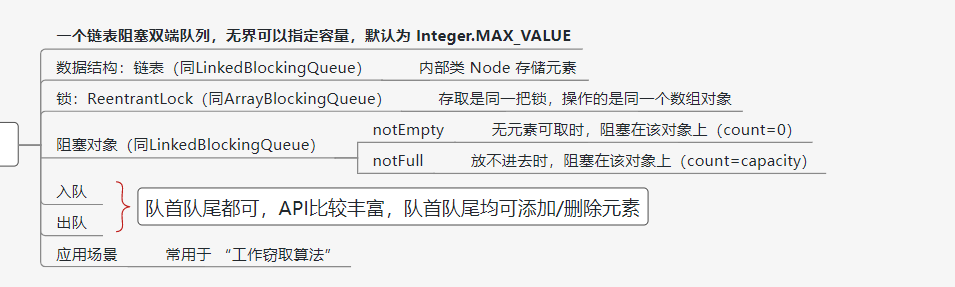 一个链表阻塞双端队列，无界可以指定容量，默认为 Integer.MAX_VALUE
数据结构：链表（同LinkedBlockingQueue） 内部类 Node 存储元素
锁：ReentrantLock（同ArrayBlockingQueue） 存取是同一把锁，操作的是同一个数组对象
阻塞对象（同LinkedBlockingQueue）
notEmpty 无元素可取时，阻塞在该对象上（count=0）
notFull 放不进去时，阻塞在该对象上（count=capacity）
入队
出队
队首队尾都可，API比较丰富，队首队尾均可添加/删除元素
应用场景 常用于 “工作窃取算法”